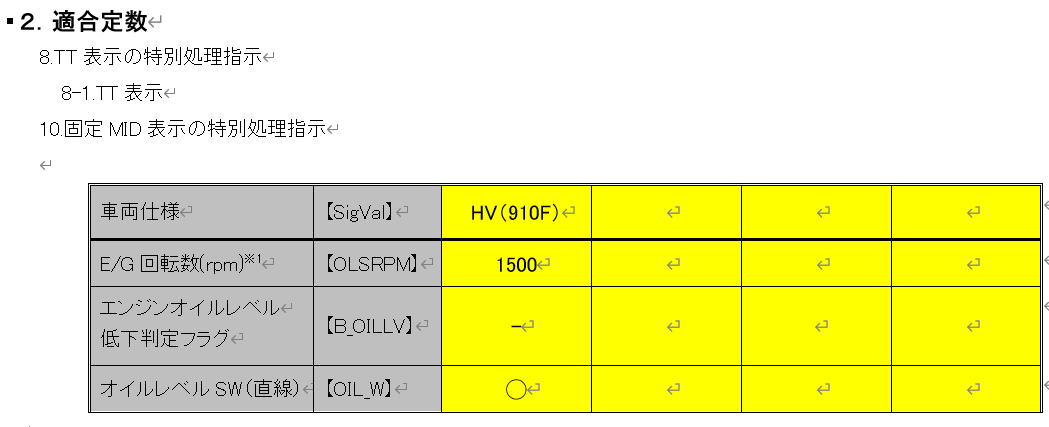 ▪２．適合定数↵
8.TT 表示の特別処理指示↵
8-1.TT 表示↵
10.固定 MID 表示の特別処理指示↵
↵
車両仕様↵ 【SigVal】↵ HV（910F）↵ ↵ ↵ ↵
E/G 回転数(rpm)※1↵ 【OLSRPM】↵ 1500↵ ↵ ↵ ↵
エンジンオイルレベル↵
低下判定フラグ↵ 【B_OILLV】↵ −↵ ↵ ↵ ↵
オイルレベル SW（直線）↵ 【OIL_W】↵ ○↵ ↵ ↵ ↵